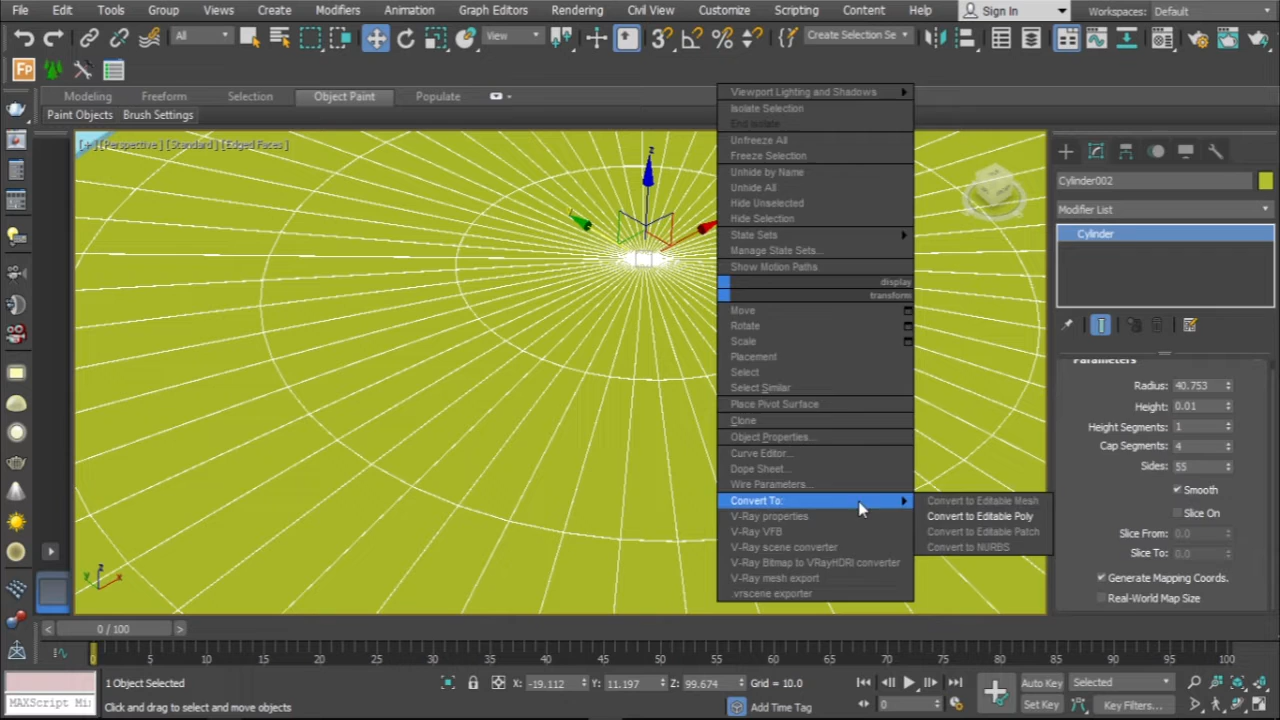 File Edit Tools Group Views Create Modifiers Animation Graph Editors Rendering Civil View Customize Scripting Content Help Sign In Workspaces: Default
All View Create Selection Se
Modeling Freeform Selection Object Paint Populate
Paint Objects Brush Settings
[+] [Perspective] [Standard] [Edged Faces]
z
Viewport Lighting and Shadows
Isolate Selection
End Isolate
Unfreeze All
Freeze Selection
Unhide by Name
Unhide All
Hide Unselected
Hide Selection
State Sets
Manage State Sets...
Show Motion Paths
display
transform
Move
Rotate
Scale
Placement
Select
Select Similar
Place Pivot Surface
Clone
Object Properties...
Curve Editor...
Dope Sheet...
Wire Parameters...
Convert To:
V-Ray properties
V-Ray VFB
V-Ray scene converter
V-Ray Bitmap to VRayHDRI converter
V-Ray mesh export
.vrscene exporter
Convert to Editable Mesh
Convert to Editable Poly
Convert to Editable Patch
Convert to NURBS
Cylinder002
Modifier List
Cylinder
Parameters
Radius: 40.753
Height: 0.01
Height Segments: 1
Cap Segments: 4
Sides: 55
Smooth
Slice On
Slice From: 0.0
Slice To: 0.0
Generate Mapping Coords.
Real-World Map Size
z
y x
< 0 / 100 >
0 5 10 15 20 25 30 35 40 45 50 55 60 65 70 75 80 85 90 95 100
1 Object Selected X: -19.112 Y: 11.197 Z: 99.674 Grid = 10.0 Auto Key Selected
MAXScript Mi Click and drag to select and move objects Add Time Tag 0 Set Key Key Filters...